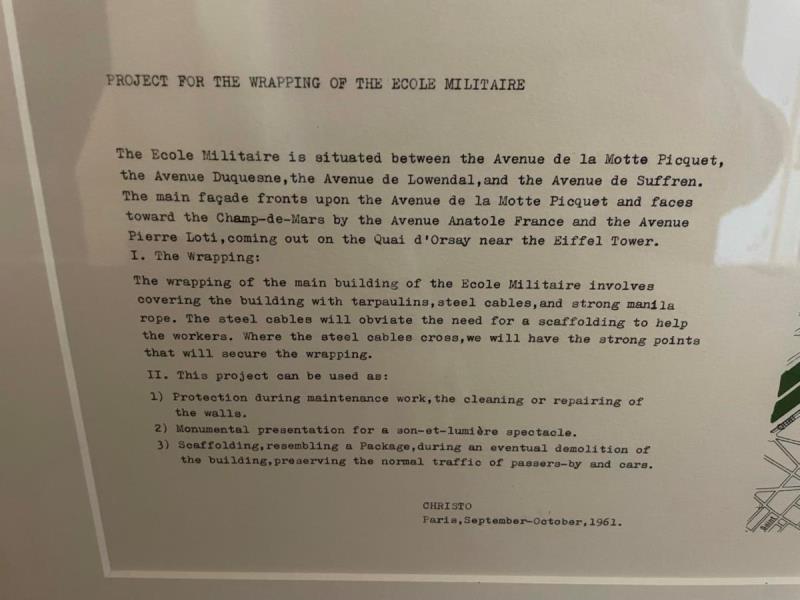 PROJECT FOR THE WRAPPING OF THE ECOLE MILITAIRE
The Ecole Militaire is situated between the Avenue de la Motte Picquet,
the Avenue Duquesne,the Avenue de Lowendal,and the Avenue de Suffren.
The main façade fronts upon the Avenue de la Motte Picquet and faces
toward the Champ-de-Mars by the Avenue Anatole France and the Avenue
Pierre Loti,coming out on the Quai d'Orsay near the Eiffel Tower.
I. The Wrapping:
The wrapping of the main building of the Ecole Militaire involves
covering the building with tarpaulins,steel cables,and strong manila
rope. The steel cables will obviate the need for a scaffolding to help
the workers. Where the steel cables cross,we will have the strong points
that will secure the wrapping.
II. This project can be used as:
1) Protection during maintenance work,the cleaning or repairing of
the walls.
2) Monumental presentation for a son-et-lumière spectacle.
3) Scaffolding,resembling a Package,during an eventual demolition of
the building,preserving the normal traffic of passers-by and cars.
CHRISTO
Paris,September-October,1961.
Saint